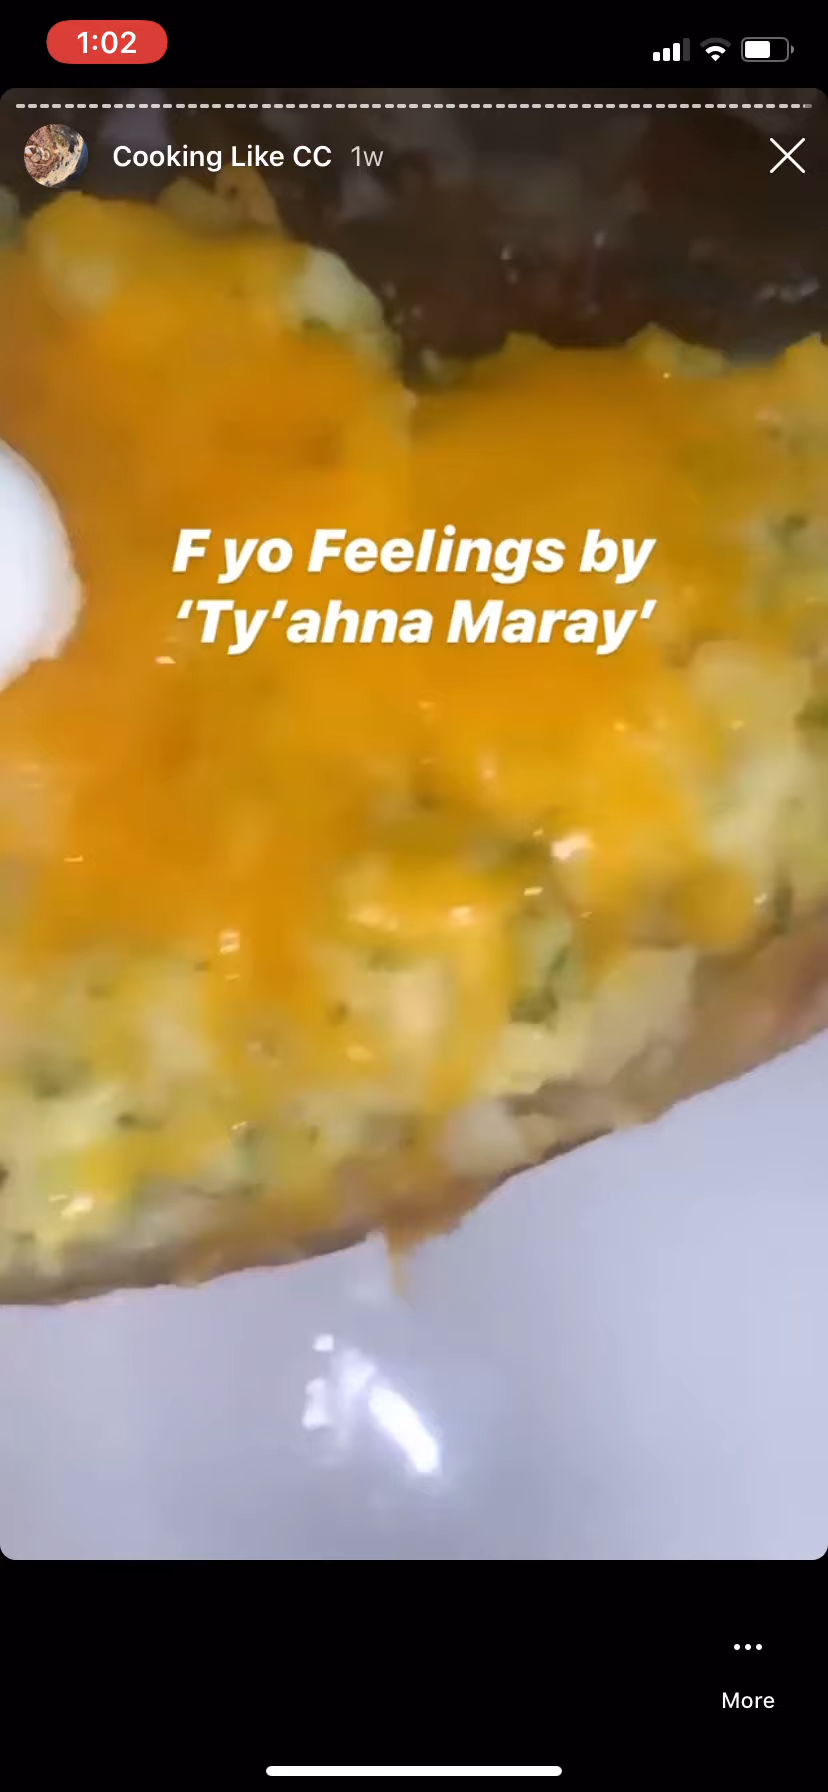 1:02
Cooking Like CC 1w
F yo Feelings by
‘Ty’ahna Maray’
More